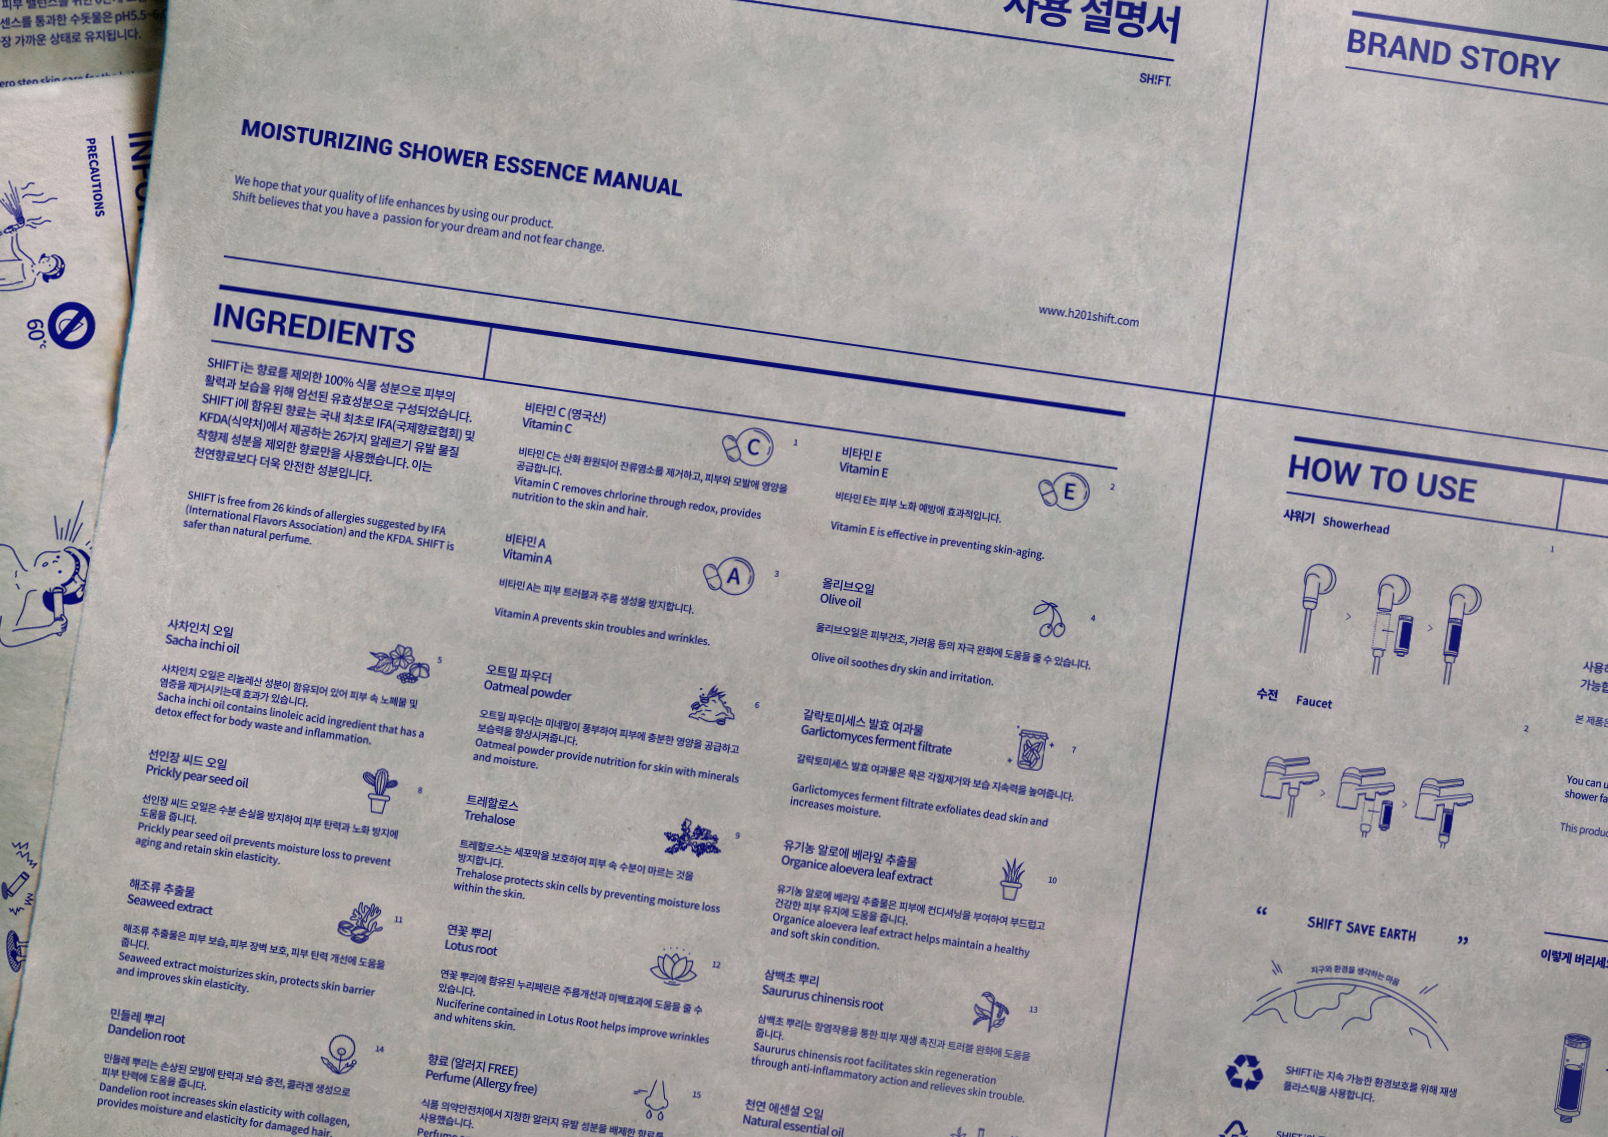 피부 밸런스를 위한
센스를 통과한 수돗물은 pH5.5~6.
장 가까운 상태로 유지됩니다.
ero step skin care for the
PRECAUTIONS
60°c
사용 설명서
SH!FT.
MOISTURIZING SHOWER ESSENCE MANUAL
We hope that your quality of life enhances by using our product.
Shift believes that you have a passion for your dream and not fear change.
www.h201shift.com
INGREDIENTS
SHIFT i는 향료를 제외한 100% 식물 성분으로 피부의
활력과 보습을 위해 엄선된 유효성분으로 구성되었습니다.
SHIFT i에 함유된 향료는 국내 최초로 IFA(국제향료협회) 및
KFDA(식약처)에서 제공하는 26가지 알레르기 유발 물질
착향제 성분을 제외한 향료만을 사용했습니다. 이는
천연향료보다 더욱 안전한 성분입니다.
SHIFT is free from 26 kinds of allergies suggested by IFA
(International Flavors Association) and the KFDA. SHIFT is
safer than natural perfume.
비타민 C (영국산)
Vitamin C
C
1
비타민 C는 산화 환원되어 잔류염소를 제거하고, 피부와 모발에 영양을
공급합니다.
Vitamin C removes chrlorine through redox, provides
nutrition to the skin and hair.
비타민 E
Vitamin E
E
2
비타민 E는 피부 노화 예방에 효과적입니다.
Vitamin E is effective in preventing skin-aging.
비타민 A
Vitamin A
A
3
비타민 A는 피부 트러블과 주름 생성을 방지합니다.
Vitamin A prevents skin troubles and wrinkles.
올리브오일
Olive oil
4
올리브오일은 피부건조, 가려움 등의 자극 완화에 도움을 줄 수 있습니다.
Olive oil soothes dry skin and irritation.
사차인치 오일
Sacha inchi oil
5
사차인치 오일은 리놀레산 성분이 함유되어 있어 피부 속 노폐물 및
염증을 제거시키는데 효과가 있습니다.
Sacha inchi oil contains linoleic acid ingredient that has a
detox effect for body waste and inflammation.
오트밀 파우더
Oatmeal powder
6
오트밀 파우더는 미네랄이 풍부하여 피부에 충분한 영양을 공급하고
보습력을 향상시켜줍니다.
Oatmeal powder provide nutrition for skin with minerals
and moisture.
갈락토미세스 발효 여과물
Garlictomyces ferment filtrate
7
갈락토미세스 발효 여과물은 묵은 각질제거와 보습 지속력을 높여줍니다.
Garlictomyces ferment filtrate exfoliates dead skin and
increases moisture.
선인장 씨드 오일
Prickly pear seed oil
8
선인장 씨드 오일은 수분 손실을 방지하여 피부 탄력과 노화 방지에
도움을 줍니다.
Prickly pear seed oil prevents moisture loss to prevent
aging and retain skin elasticity.
트레할로스
Trehalose
9
트레할로스는 세포막을 보호하여 피부 속 수분이 마르는 것을
방지합니다.
Trehalose protects skin cells by preventing moisture loss
within the skin.
유기농 알로에 베라잎 추출물
Organice aloevera leaf extract
10
유기농 알로에 베라잎 추출물은 피부에 컨디셔닝을 부여하여 부드럽고
건강한 피부 유지에 도움을 줍니다.
Organice aloevera leaf extract helps maintain a healthy
and soft skin condition.
해조류 추출물
Seaweed extract
11
해조류 추출물은 피부 보습, 피부 장벽 보호, 피부 탄력 개선에 도움을
줍니다.
Seaweed extract moisturizes skin, protects skin barrier
and improves skin elasticity.
연꽃 뿌리
Lotus root
12
연꽃 뿌리에 함유된 누리페린은 주름개선과 미백효과에 도움을 줄 수
있습니다.
Nuciferine contained in Lotus Root helps improve wrinkles
and whitens skin.
삼백초 뿌리
Saururus chinensis root
13
삼백초 뿌리는 항염작용을 통한 피부 재생 촉진과 트러블 완화에 도움을
줍니다.
Saururus chinensis root facilitates skin regeneration
through anti-inflammatory action and relieves skin trouble.
민들레 뿌리
Dandelion root
14
민들레 뿌리는 손상된 모발에 탄력과 보습 충전, 콜라겐 생성으로
피부 탄력에 도움을 줍니다.
Dandelion root increases skin elasticity with collagen,
provides moisture and elasticity for damaged hair.
향료 (알러지 FREE)
Perfume (Allergy free)
15
식품 의약안전처에서 지정한 알러지 유발 성분을 배제한 향료를
사용했습니다.
Perfume
천연 에센셜 오일
Natural essential oil
BRAND STORY
HOW TO USE
샤워기 Showerhead
1
수전 Faucet
2
사용하
가능합
본 제품은
You can u
shower fa
This produc
“ SHIFT SAVE EARTH ”
지구와 환경을 생각하는 마음
이렇게 버리세요
SHIFT i는 지속 가능한 환경보호를 위해 재생
플라스틱을 사용합니다.